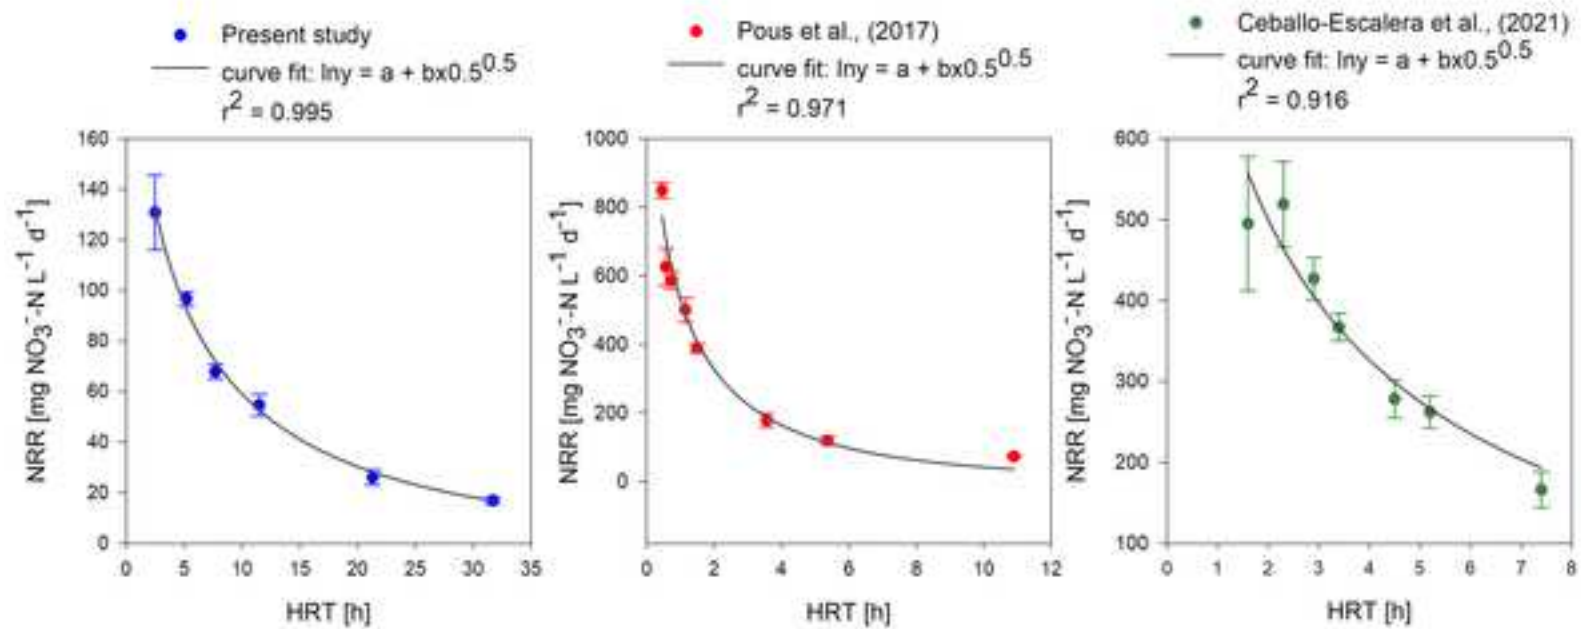 Present study
curve fit: lny = a + bx0.5^0.5
r^2 = 0.995
NRR [mg NO3^--N L^-1 d^-1]
160
140
120
100
80
60
40
20
0
0 5 10 15 20 25 30 35
HRT [h]
Pous et al., (2017)
curve fit: lny = a + bx0.5^0.5
r^2 = 0.971
NRR [mg NO3^--N L^-1 d^-1]
1000
800
600
400
200
0
0 2 4 6 8 10 12
HRT [h]
Ceballo-Escalera et al., (2021)
curve fit: lny = a + bx0.5^0.5
r^2 = 0.916
NRR [mg NO3^--N L^-1 d^-1]
600
500
400
300
200
100
0 1 2 3 4 5 6 7 8
HRT [h]